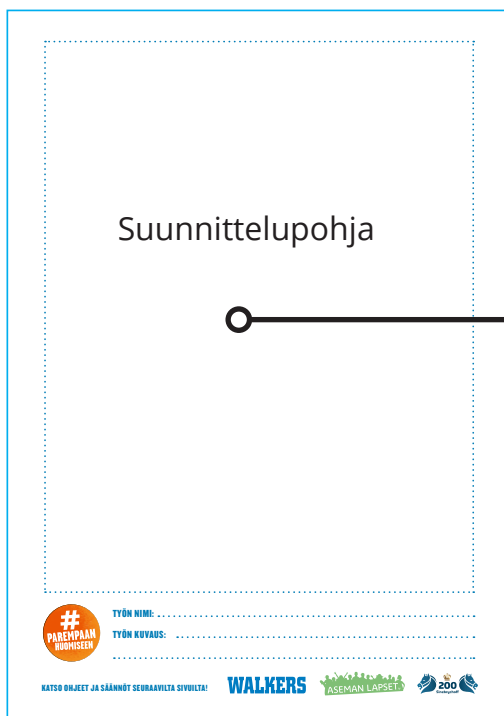 Suunnittelupohja
#
PAREMPAAN
HUOMISEEN
TYÖN NIMI:
TYÖN KUVAUS:
KATSO OHJEET JA SÄÄNNÖT SEURAAVILTA SIVUILTA!
WALKERS
ASEMAN LAPSET
200